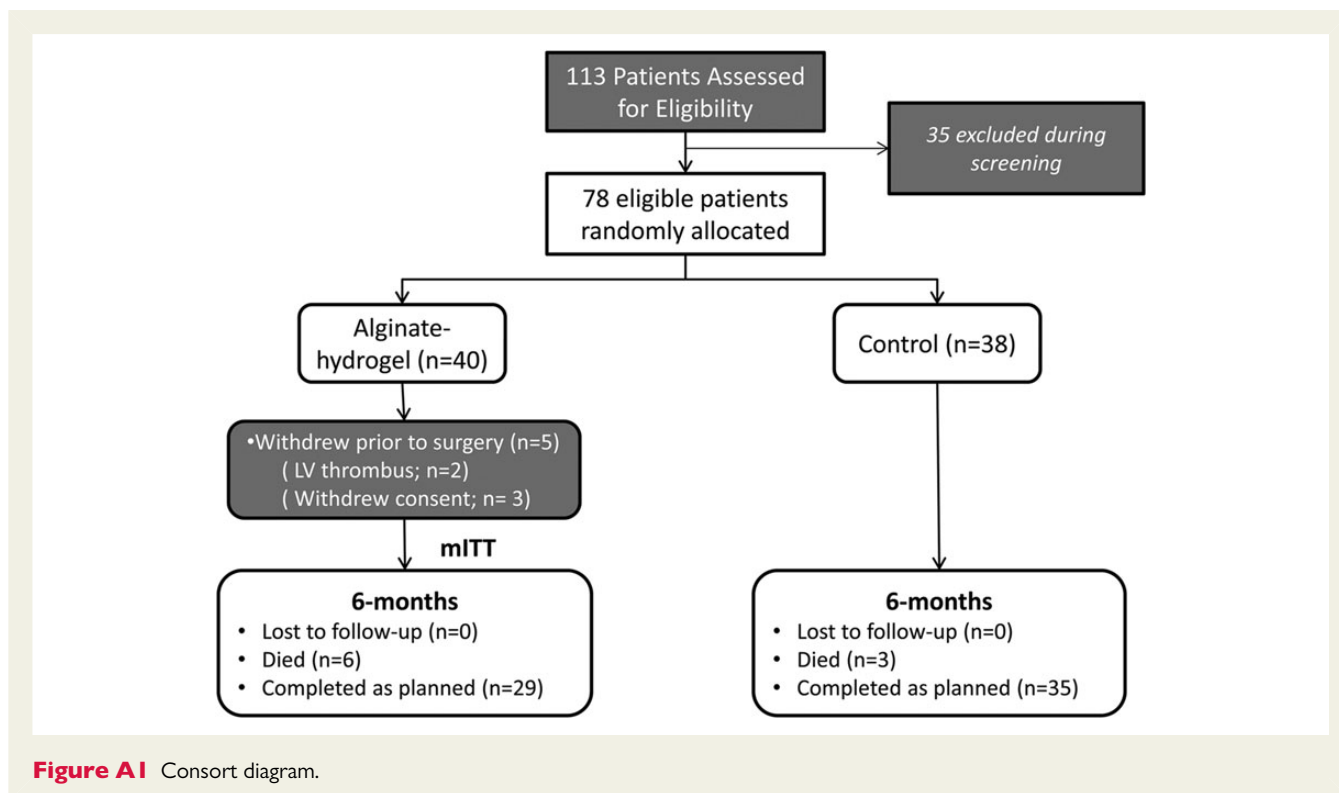 113 Patients Assessed
for Eligibility
35 excluded during
screening
78 eligible patients
randomly allocated
Alginate-
hydrogel (n=40)
Control (n=38)
•Withdrew prior to surgery (n=5)
( LV thrombus; n=2)
( Withdrew consent; n= 3)
mITT
6-months
• Lost to follow-up (n=0)
• Died (n=6)
• Completed as planned (n=29)
6-months
• Lost to follow-up (n=0)
• Died (n=3)
• Completed as planned (n=35)
Figure A1 Consort diagram.